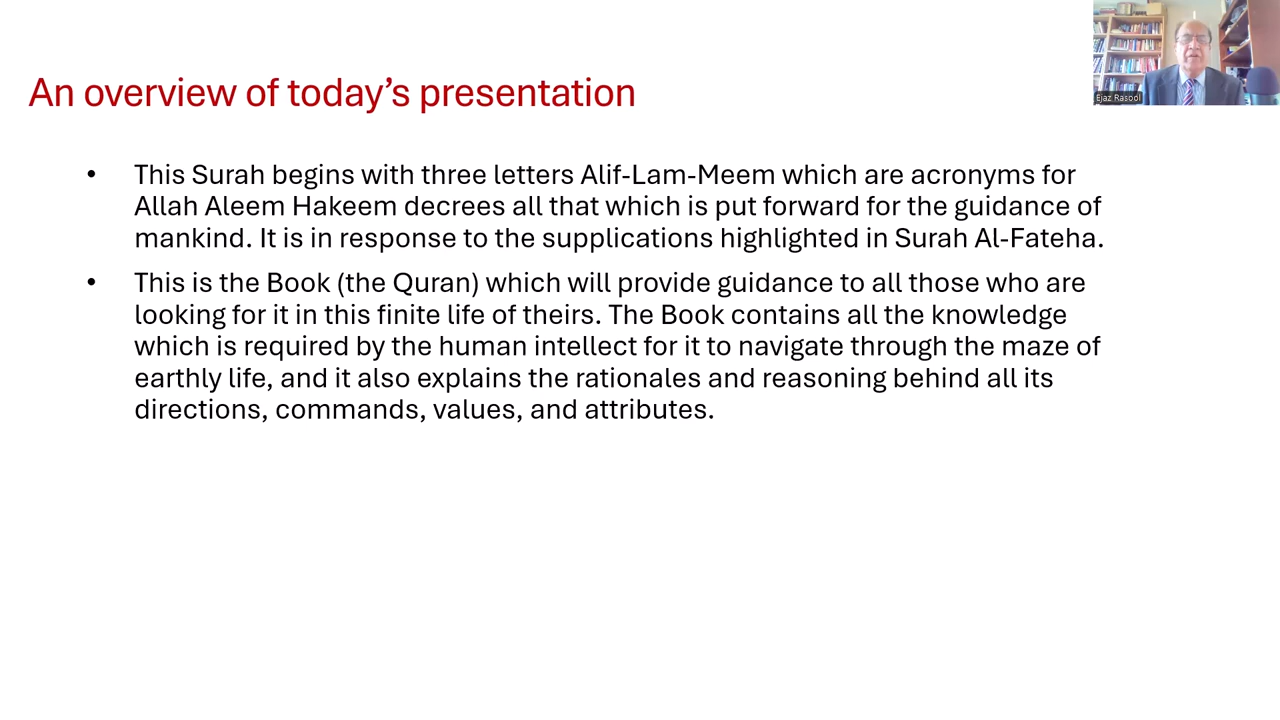 An overview of today's presentation
Ejaz Rasool
• This Surah begins with three letters Alif-Lam-Meem which are acronyms for
Allah Aleem Hakeem decrees all that which is put forward for the guidance of
mankind. It is in response to the supplications highlighted in Surah Al-Fateha.
• This is the Book (the Quran) which will provide guidance to all those who are
looking for it in this finite life of theirs. The Book contains all the knowledge
which is required by the human intellect for it to navigate through the maze of
earthly life, and it also explains the rationales and reasoning behind all its
directions, commands, values, and attributes.